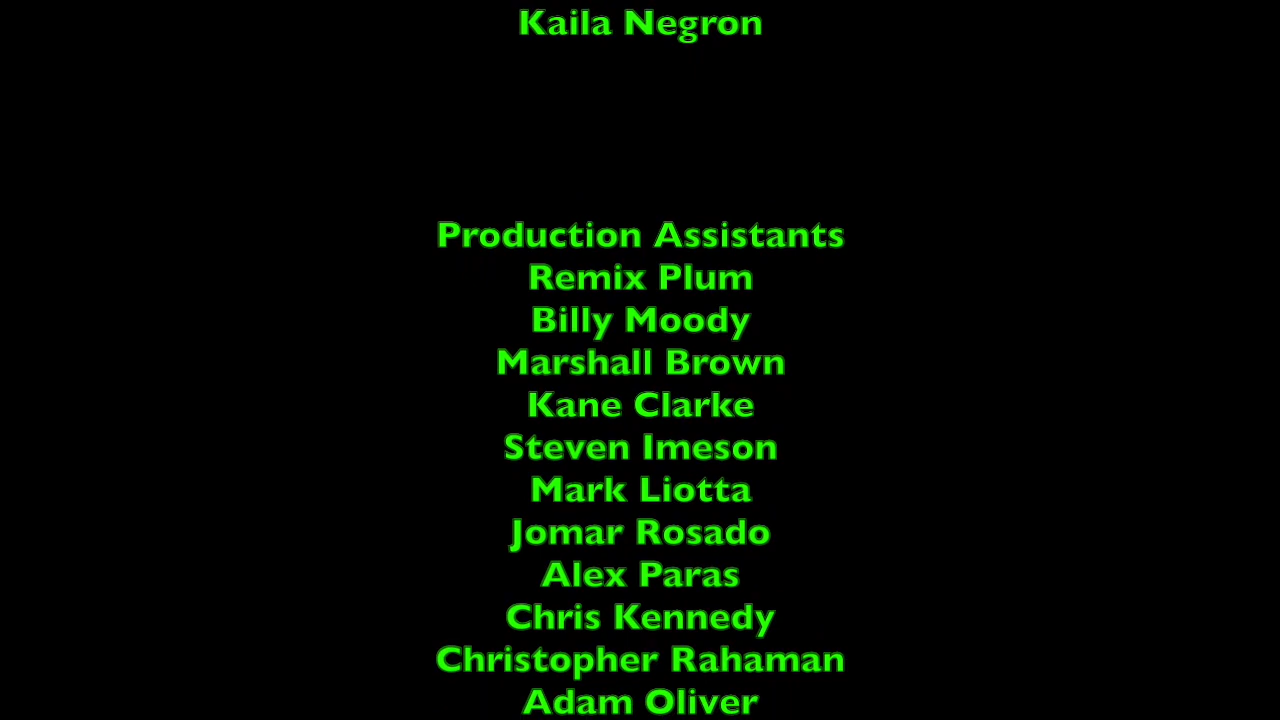 Kaila Negron
Production Assistants
Remix Plum
Billy Moody
Marshall Brown
Kane Clarke
Steven Imeson
Mark Liotta
Jomar Rosado
Alex Paras
Chris Kennedy
Christopher Rahaman
Adam Oliver